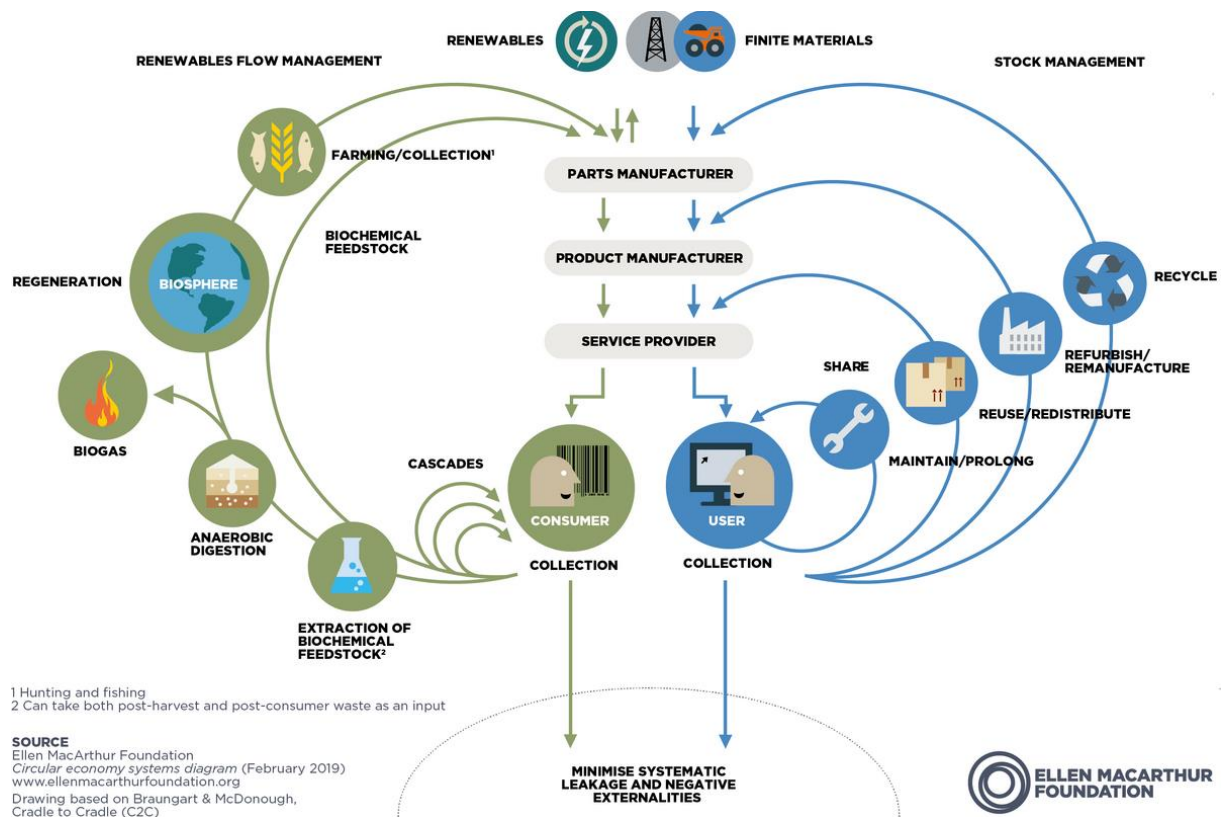 RENEWABLES
FINITE MATERIALS
RENEWABLES FLOW MANAGEMENT
STOCK MANAGEMENT
FARMING/COLLECTION¹
PARTS MANUFACTURER
BIOCHEMICAL
FEEDSTOCK
PRODUCT MANUFACTURER
REGENERATION
BIOSPHERE
RECYCLE
SERVICE PROVIDER
SHARE
REFURBISH/
REMANUFACTURE
REUSE/REDISTRIBUTE
BIOGAS
CASCADES
MAINTAIN/PROLONG
CONSUMER
USER
ANAEROBIC
DIGESTION
COLLECTION
COLLECTION
EXTRACTION OF
BIOCHEMICAL
FEEDSTOCK²
1 Hunting and fishing
2 Can take both post-harvest and post-consumer waste as an input
SOURCE
Ellen MacArthur Foundation
Circular economy systems diagram (February 2019)
www.ellenmacarthurfoundation.org
Drawing based on Braungart & McDonough,
Cradle to Cradle (C2C)
MINIMISE SYSTEMATIC
LEAKAGE AND NEGATIVE
EXTERNALITIES
ELLEN MACARTHUR
FOUNDATION